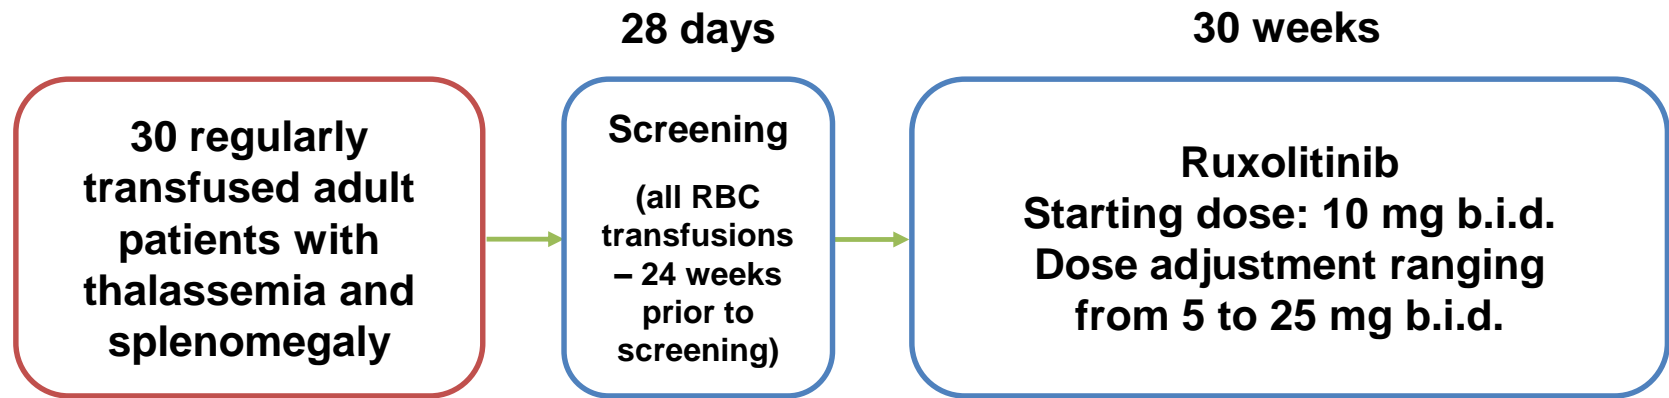 28 days
30 weeks
30 regularly
transfused adult
patients with
thalassemia and
splenomegaly
Screening
(all RBC
transfusions
– 24 weeks
prior to
screening)
Ruxolitinib
Starting dose: 10 mg b.i.d.
Dose adjustment ranging
from 5 to 25 mg b.i.d.